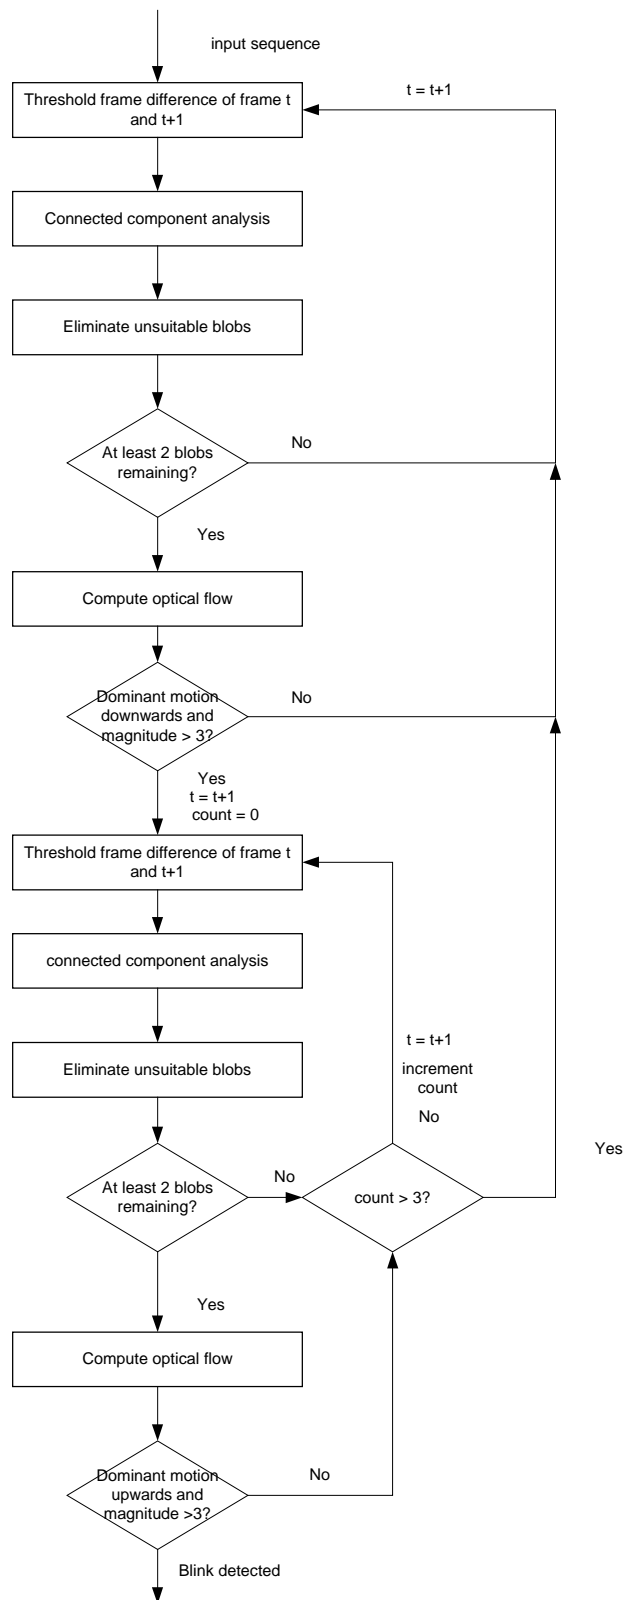 input sequence
Threshold frame difference of frame t
and t+1
t = t+1
Connected component analysis
Eliminate unsuitable blobs
At least 2 blobs
remaining?
No
Yes
Compute optical flow
Dominant motion
downwards and
magnitude > 3?
No
Yes
t = t+1
count = 0
Threshold frame difference of frame t
and t+1
connected component analysis
Eliminate unsuitable blobs
t = t+1
increment
count
No
At least 2 blobs
remaining?
No
count > 3?
Yes
Yes
Compute optical flow
Dominant motion
upwards and
magnitude >3?
No
Blink detected